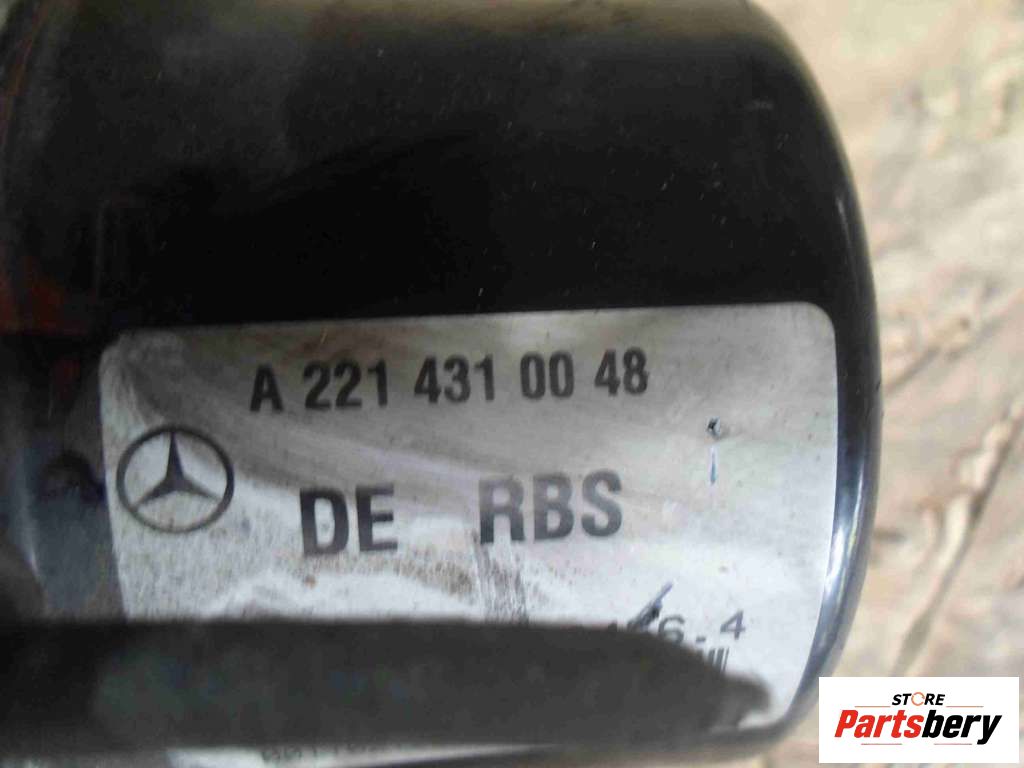 A 221 431 00 48
DE RBS
STORE
Partsbery